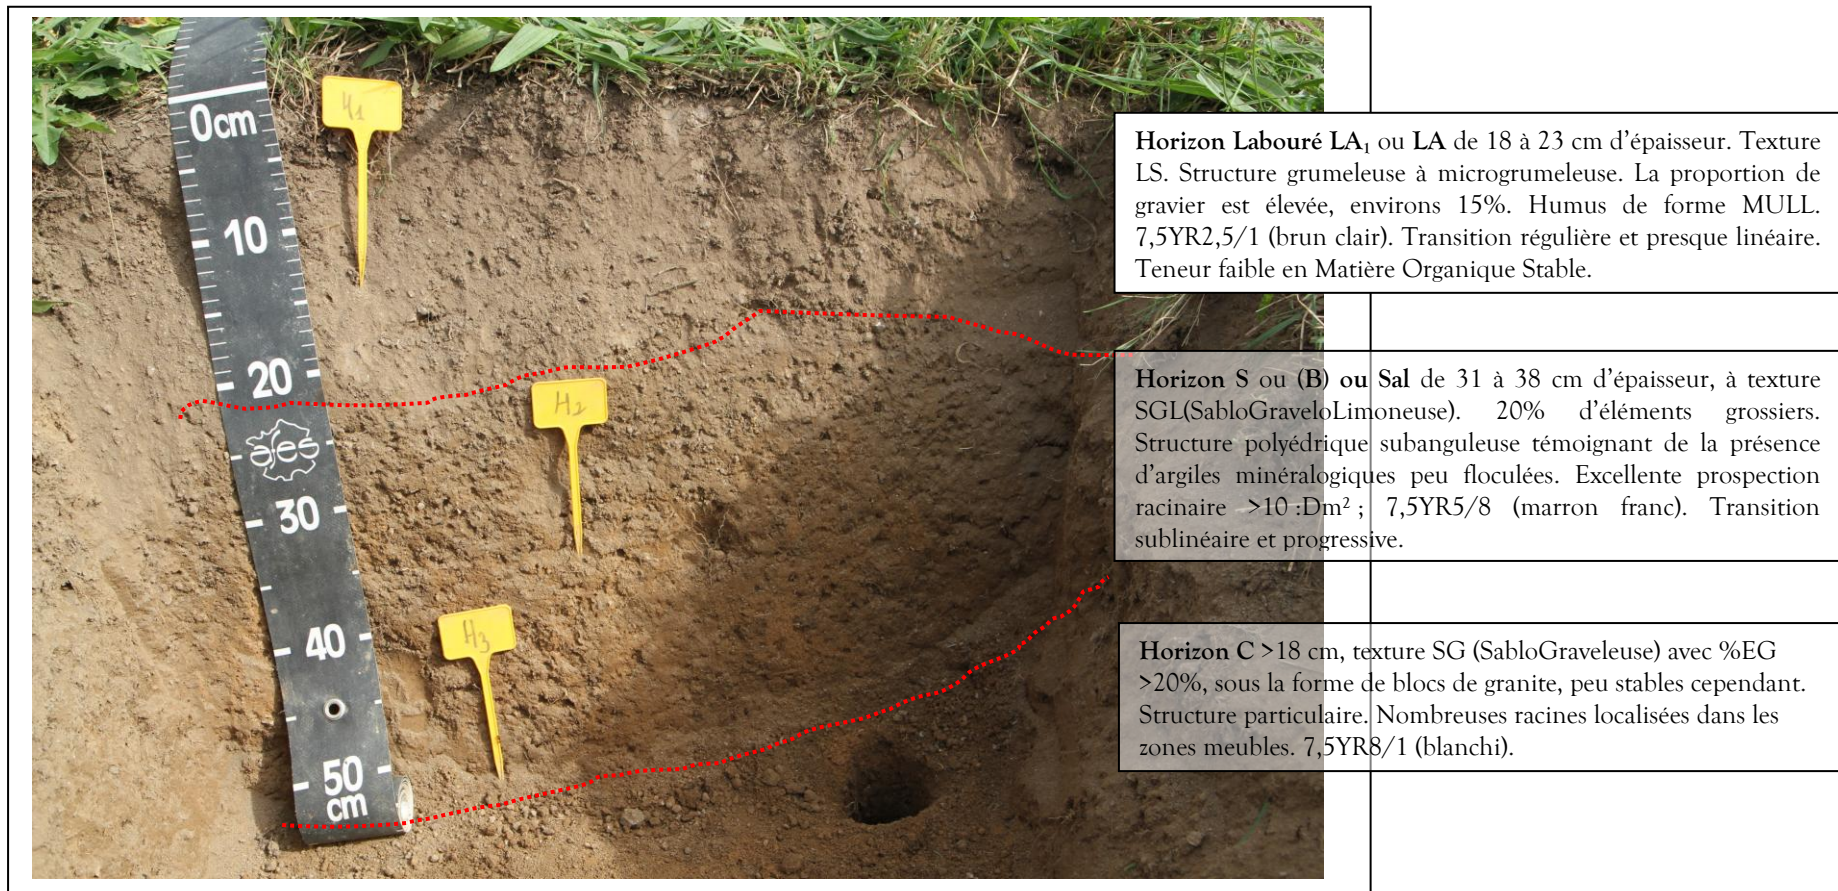 0cm
10
20
afes
30
40
50
cm
H1
H2
H3
Horizon Labouré LA₁ ou LA de 18 à 23 cm d'épaisseur. Texture
LS. Structure grumeleuse à microgrumeleuse. La proportion de
gravier est élevée, environs 15%. Humus de forme MULL.
7,5YR2,5/1 (brun clair). Transition régulière et presque linéaire.
Teneur faible en Matière Organique Stable.
Horizon S ou (B) ou Sal de 31 à 38 cm d'épaisseur, à texture
SGL(SabloGraveloLimoneuse). 20% d'éléments grossiers.
Structure polyédrique subanguleuse témoignant de la présence
d'argiles minéralogiques peu floculées. Excellente prospection
racinaire >10 :Dm² ; 7,5YR5/8 (marron franc). Transition
sublinéaire et progressive.
Horizon C >18 cm, texture SG (SabloGraveleuse) avec %EG
>20%, sous la forme de blocs de granite, peu stables cependant.
Structure particulaire. Nombreuses racines localisées dans les
zones meubles. 7,5YR8/1 (blanchi).